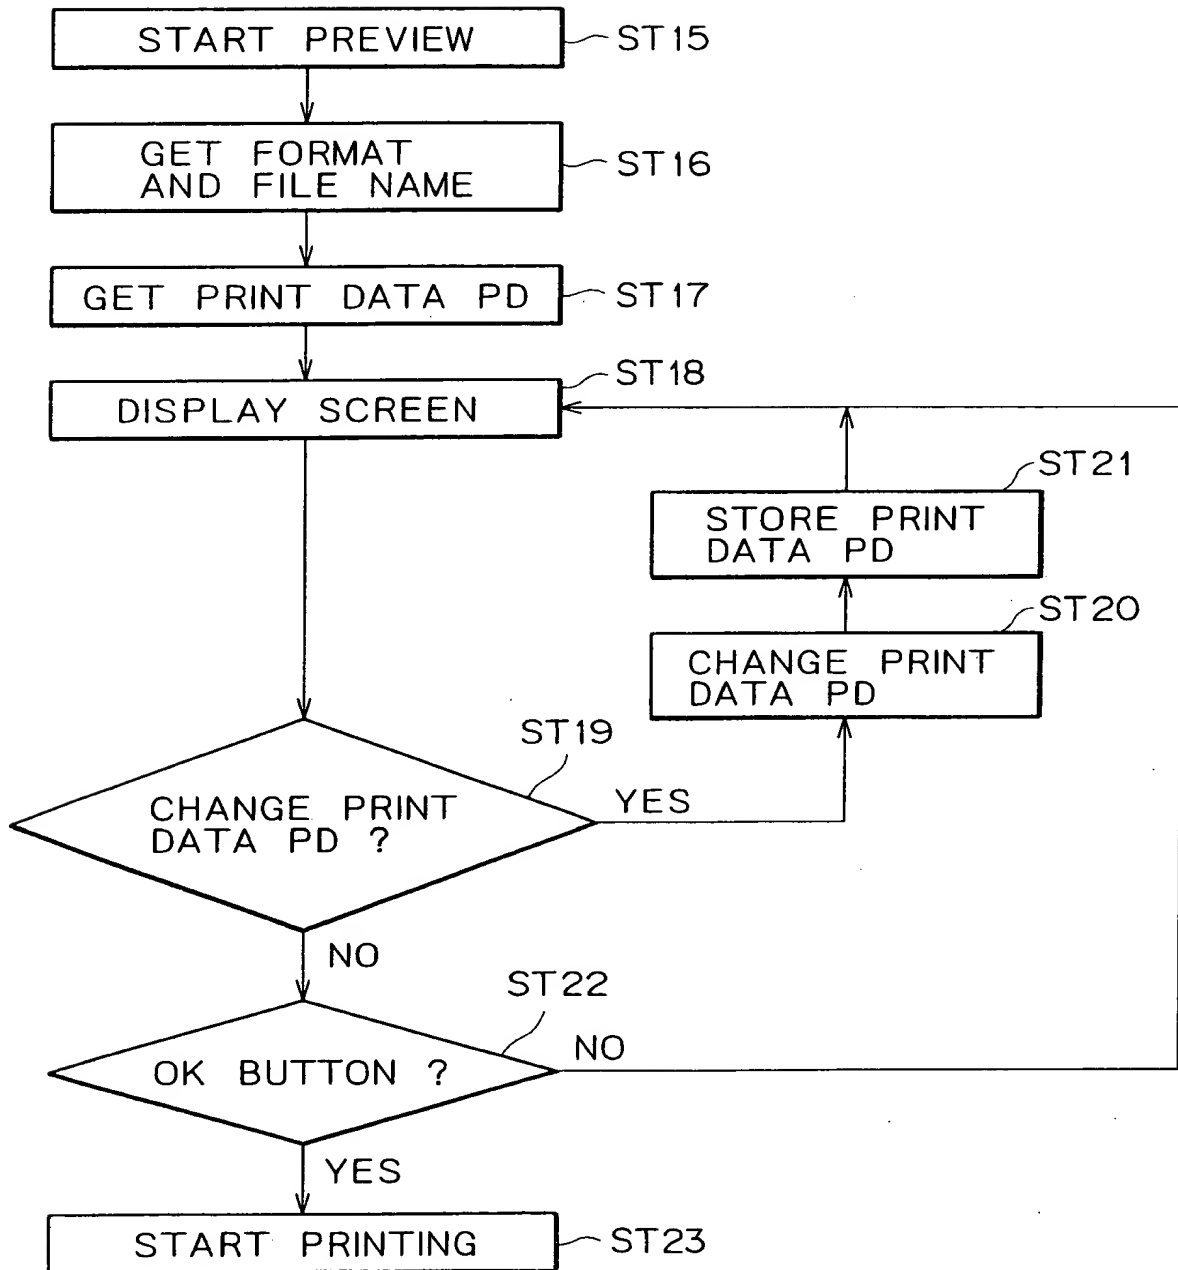 START PREVIEW
ST15
GET FORMAT
AND FILE NAME
ST16
GET PRINT DATA PD
ST17
DISPLAY SCREEN
ST18
STORE PRINT
DATA PD
ST21
CHANGE PRINT
DATA PD
ST20
CHANGE PRINT
DATA PD ?
ST19
YES
NO
OK BUTTON ?
ST22
NO
YES
START PRINTING
ST23